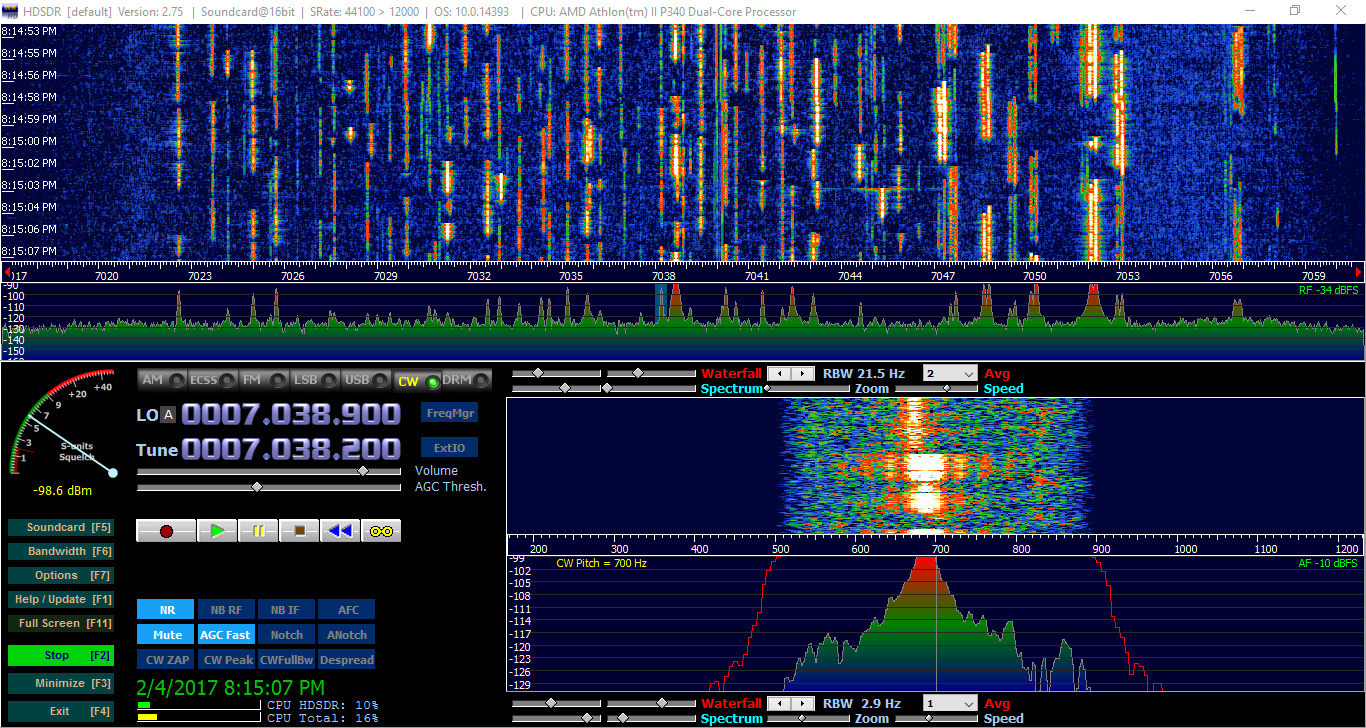 HDSDR [default] Version: 2.75 | Soundcard@16bit | SRate: 44100 > 12000 | OS: 10.0.14393 | CPU: AMD Athlon(tm) II P340 Dual-Core Processor
8:14:53 PM
8:14:55 PM
8:14:56 PM
8:14:58 PM
8:14:59 PM
8:15:00 PM
8:15:02 PM
8:15:03 PM
8:15:04 PM
8:15:06 PM
8:15:07 PM
017 7020 7023 7026 7029 7032 7035 7038 7041 7044 7047 7050 7053 7056 7059
-90 RF -34 dBFS
-100
-110
-120
-130
-140
-150
AM ECSS FM LSB USB CW DRM
LO A 0007.038.900 FreqMgr
Tune 0007.038.200 ExtIO
Volume
AGC Thresh.
+40
+20
9
7
5
3
1
S-units
Squelch
-98.6 dBm
Soundcard [F5]
Bandwidth [F6]
Options [F7]
Help / Update [F1]
Full Screen [F11]
Stop [F2]
Minimize [F3]
Exit [F4]
NR NB RF NB IF AFC
Mute AGC Fast Notch ANotch
CW ZAP CW Peak CWFullBw Despread
2/4/2017 8:15:07 PM
CPU HDSDR: 10%
CPU Total: 16%
Waterfall RBW 21.5 Hz 2 Avg
Spectrum Zoom Speed
200 300 400 500 600 700 800 900 1000 1100 1200
-99 CW Pitch = 700 Hz AF -10 dBFS
-102
-105
-108
-111
-114
-117
-120
-123
-126
-129
Waterfall RBW 2.9 Hz 1 Avg
Spectrum Zoom Speed